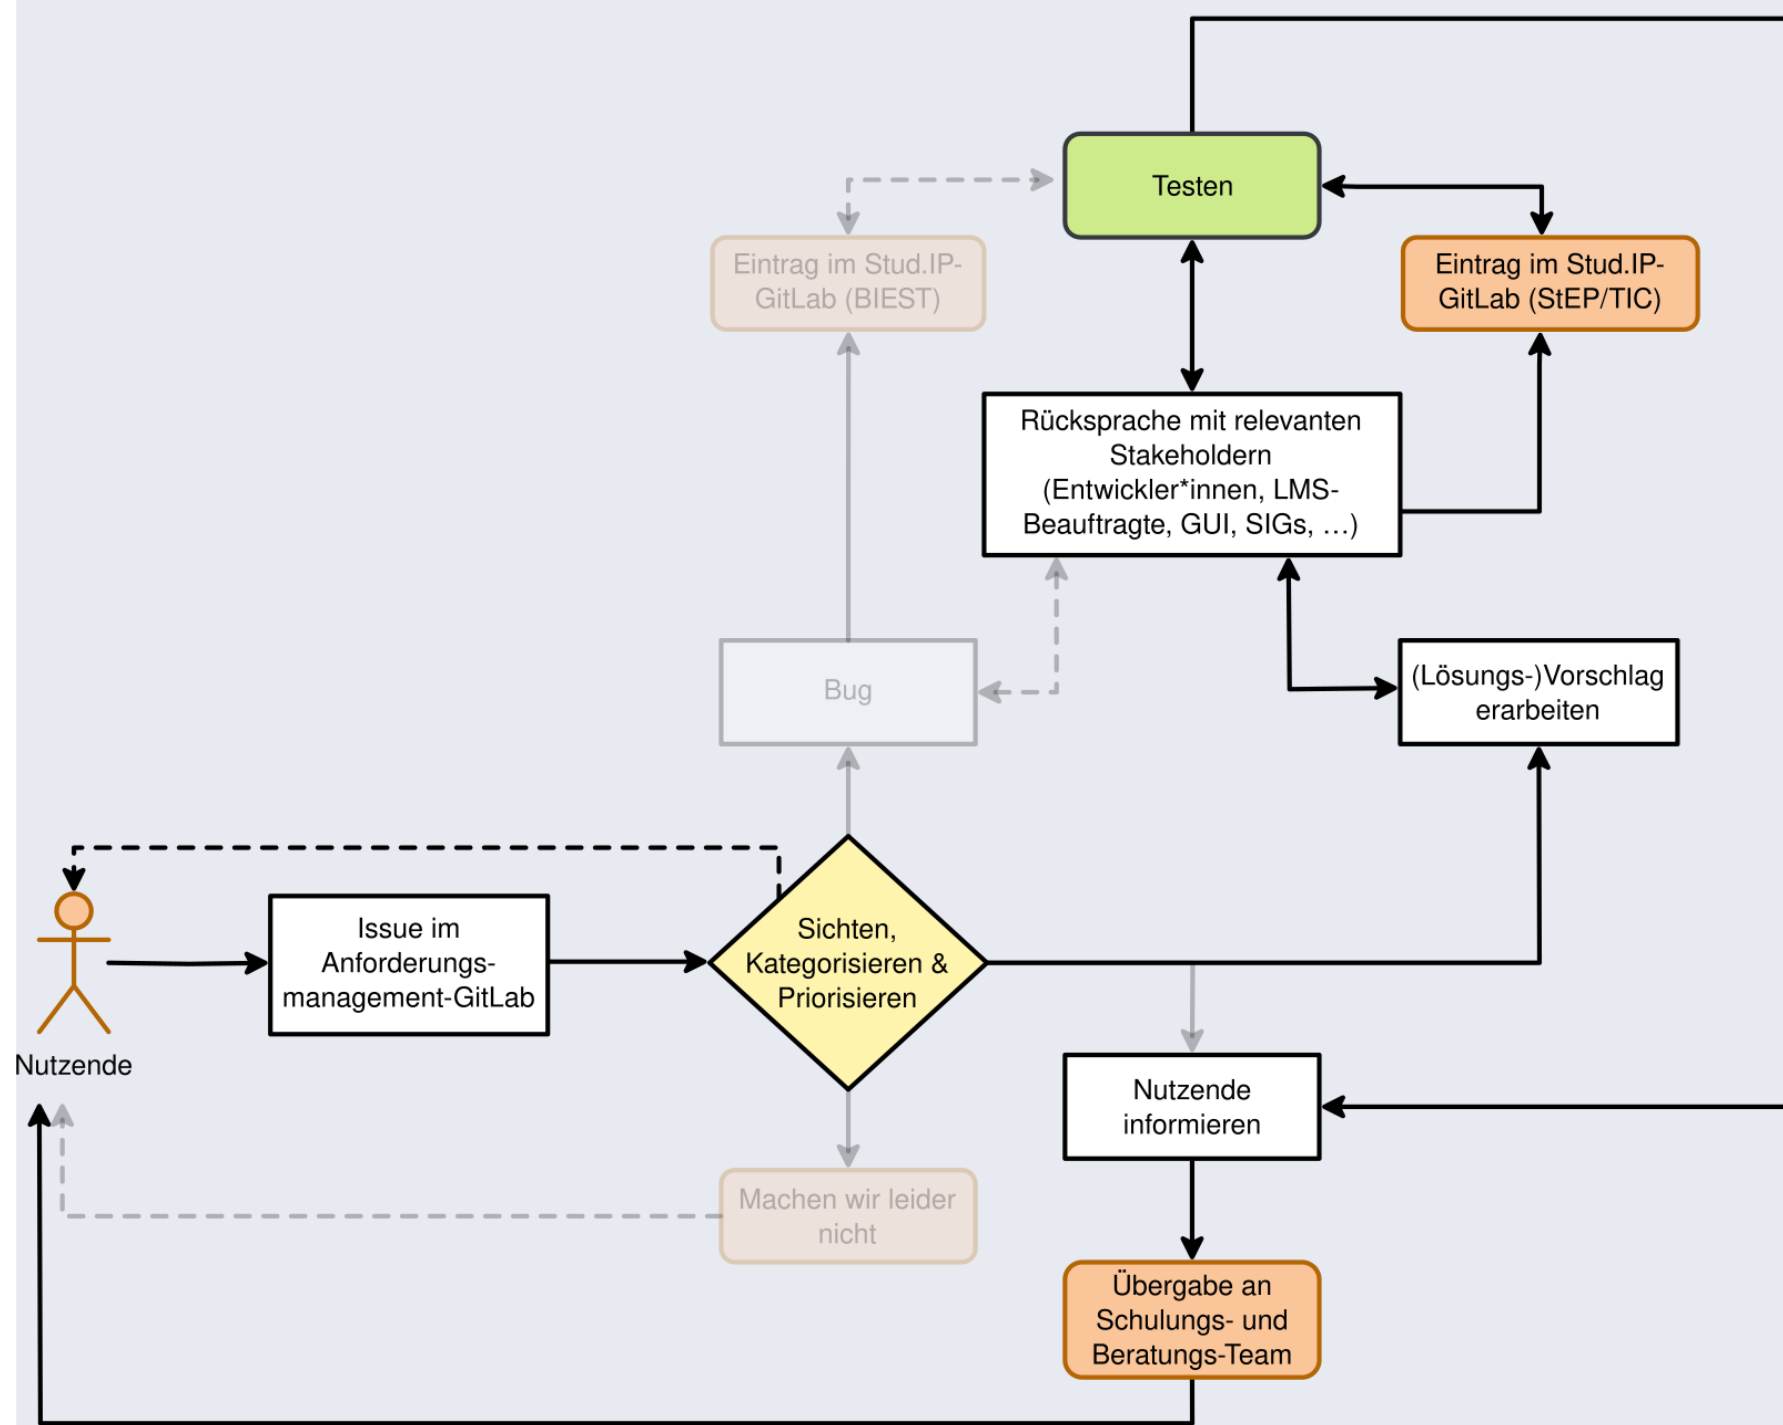 Testen
Eintrag im Stud.IP-
GitLab (BIEST)
Eintrag im Stud.IP-
GitLab (StEP/TIC)
Rücksprache mit relevanten
Stakeholdern
(Entwickler*innen, LMS-
Beauftragte, GUI, SIGs, …)
Bug
(Lösungs-)Vorschlag
erarbeiten
Issue im
Anforderungs-
management-GitLab
Sichten,
Kategorisieren &
Priorisieren
Nutzende
Nutzende
informieren
Machen wir leider
nicht
Übergabe an
Schulungs- und
Beratungs-Team